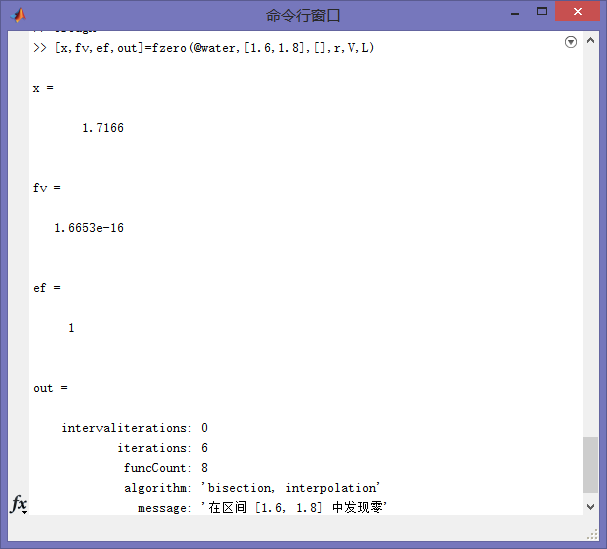 命令行窗口
>> [x,fv,ef,out]=fzero(@water,[1.6,1.8],[],r,V,L)
x =
1.7166
fv =
1.6653e-16
ef =
1
out =
intervaliterations: 0
iterations: 6
funcCount: 8
algorithm: 'bisection, interpolation'
message: '在区间 [1.6, 1.8] 中发现零'
fx